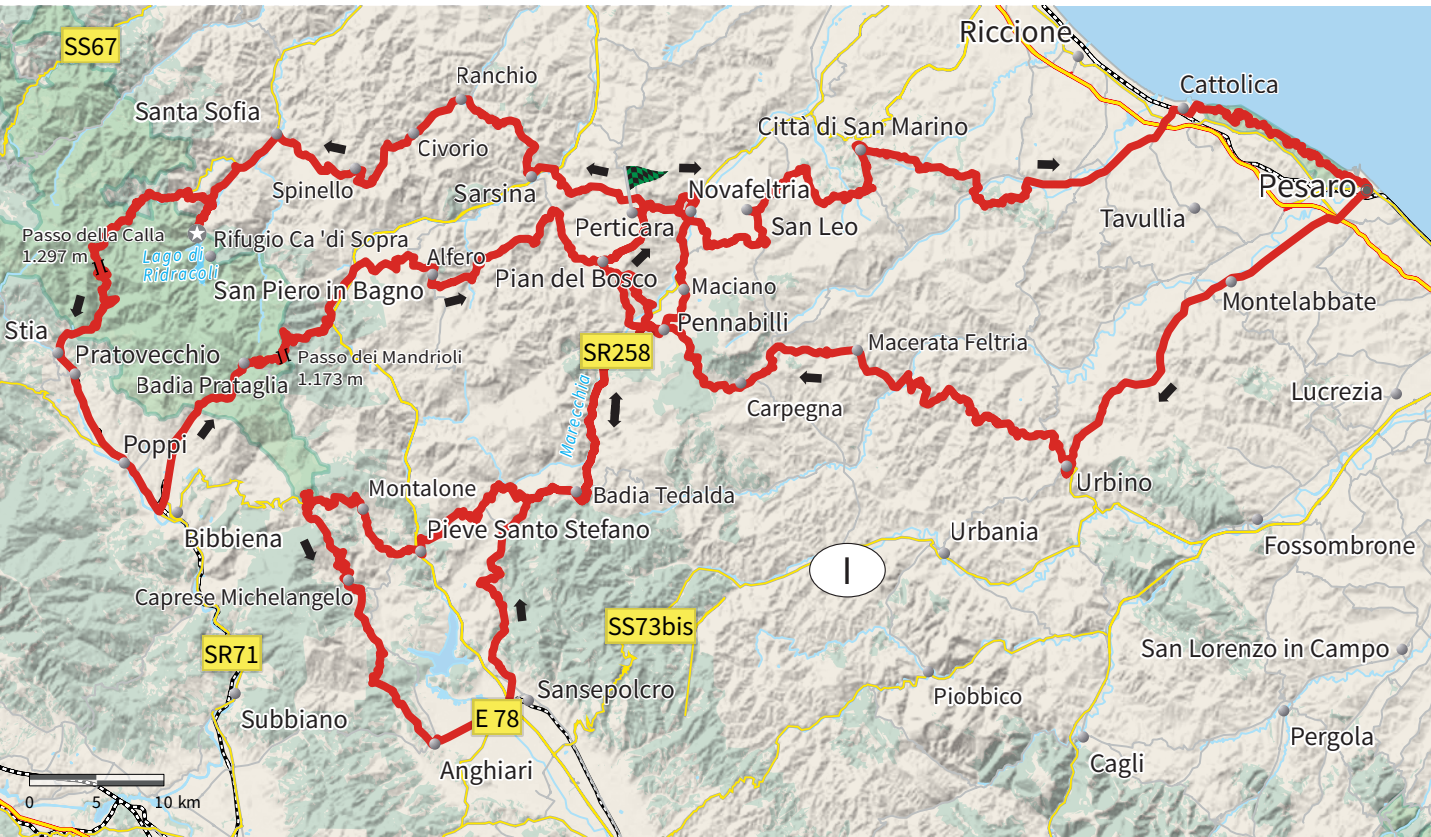 Riccione
SS67
Ranchio
Cattolica
Santa Sofia
Città di San Marino
Civorio
Spinello
Sarsina
Novafeltria
Pesaro
Tavullia
Perticara
San Leo
Passo della Calla
1.297 m
Rifugio Ca 'di Sopra
Lago di
Ridracoli
Alfero
Pian del Bosco
San Piero in Bagno
Maciano
Montelabbate
Stia
Pennabilli
Pratovecchio
SR258
Macerata Feltria
Passo dei Mandrioli
1.173 m
Badia Prataglia
Lucrezia
Carpegna
Marecchia
Poppi
Urbino
Montalone
Badia Tedalda
Bibbiena
Pieve Santo Stefano
Urbania
Fossombrone
I
Caprese Michelangelo
SS73bis
SR71
San Lorenzo in Campo
Sansepolcro
Piobbico
Subbiano
E 78
Pergola
Anghiari
Cagli
0 5 10 km